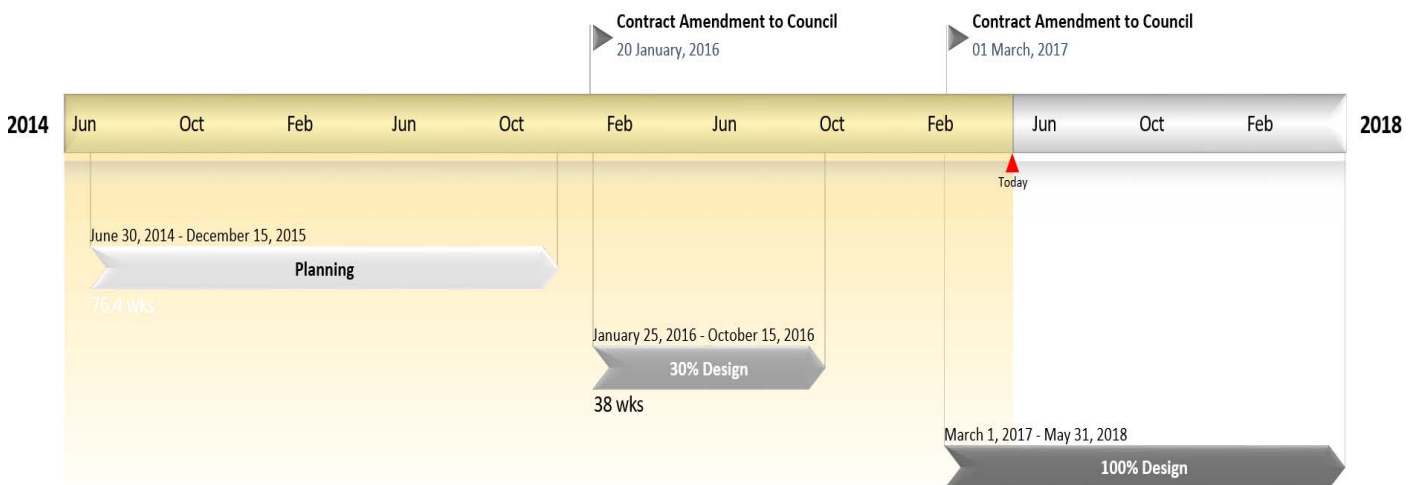 Contract Amendment to Council
20 January, 2016
Contract Amendment to Council
01 March, 2017
2014 Jun Oct Feb Jun Oct Feb Jun Oct Feb Jun Oct Feb 2018
Today
June 30, 2014 - December 15, 2015
Planning
76.4 wks
January 25, 2016 - October 15, 2016
30% Design
38 wks
March 1, 2017 - May 31, 2018
100% Design